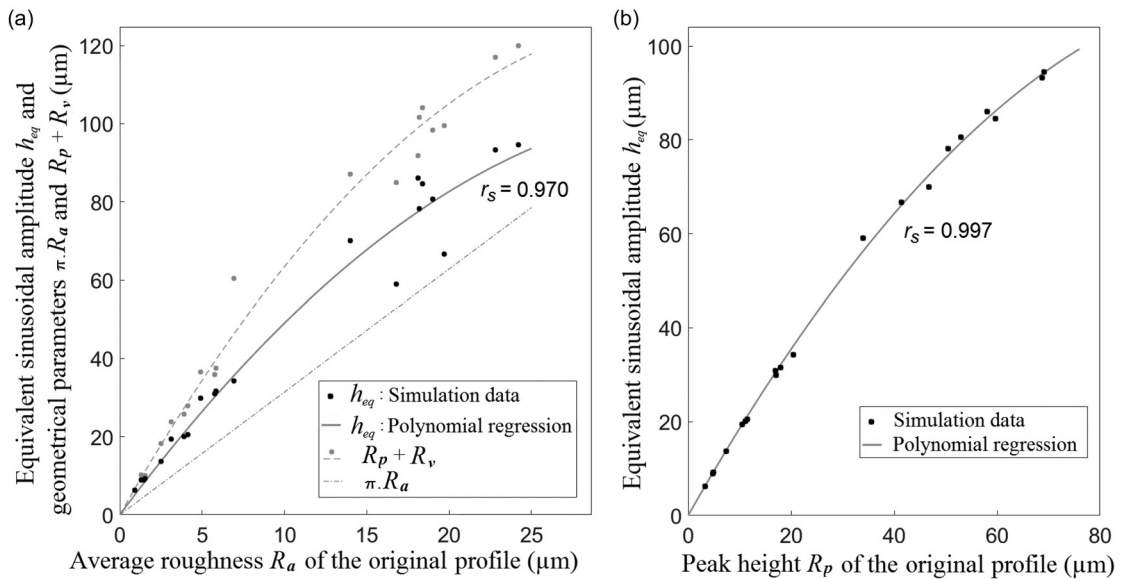 (a)
Equivalent sinusoidal amplitude h_eq and
geometrical parameters π.R_a and R_p + R_v (µm)
120
100
80
60
40
20
0
r_s = 0.970
h_eq : Simulation data
h_eq : Polynomial regression
R_p + R_v
π.R_a
0 5 10 15 20 25
Average roughness R_a of the original profile (µm)
(b)
Equivalent sinusoidal amplitude h_eq (µm)
100
80
60
40
20
0
r_s = 0.997
Simulation data
Polynomial regression
0 20 40 60 80
Peak height R_p of the original profile (µm)